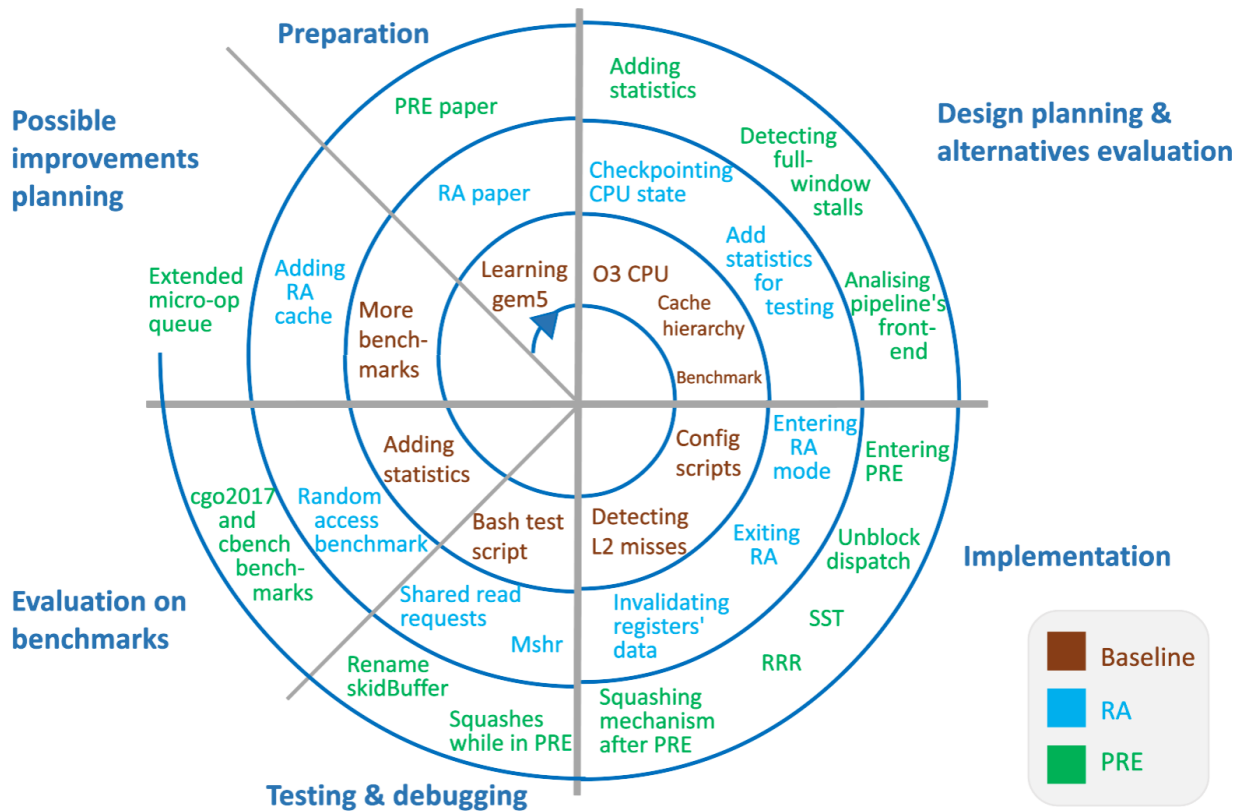 Preparation
Possible
improvements
planning
Design planning &
alternatives evaluation
Implementation
Testing & debugging
Evaluation on
benchmarks
PRE paper
RA paper
Learning
gem5
Adding
statistics
Detecting
full-
window
stalls
Analising
pipeline's
front-
end
Checkpointing
CPU state
Add
statistics
for
testing
O3 CPU
Cache
hierarchy
Benchmark
Config
scripts
Detecting
L2 misses
Entering
RA
mode
Exiting
RA
Invalidating
registers'
data
Entering
PRE
Unblock
dispatch
SST
RRR
Squashing
mechanism
after PRE
Bash test
script
Shared read
requests
Mshr
Rename
skidBuffer
Squashes
while in PRE
Adding
statistics
Random
access
benchmark
cgo2017
and
cbench
bench-
marks
More
bench-
marks
Adding
RA
cache
Extended
micro-op
queue
Baseline
RA
PRE